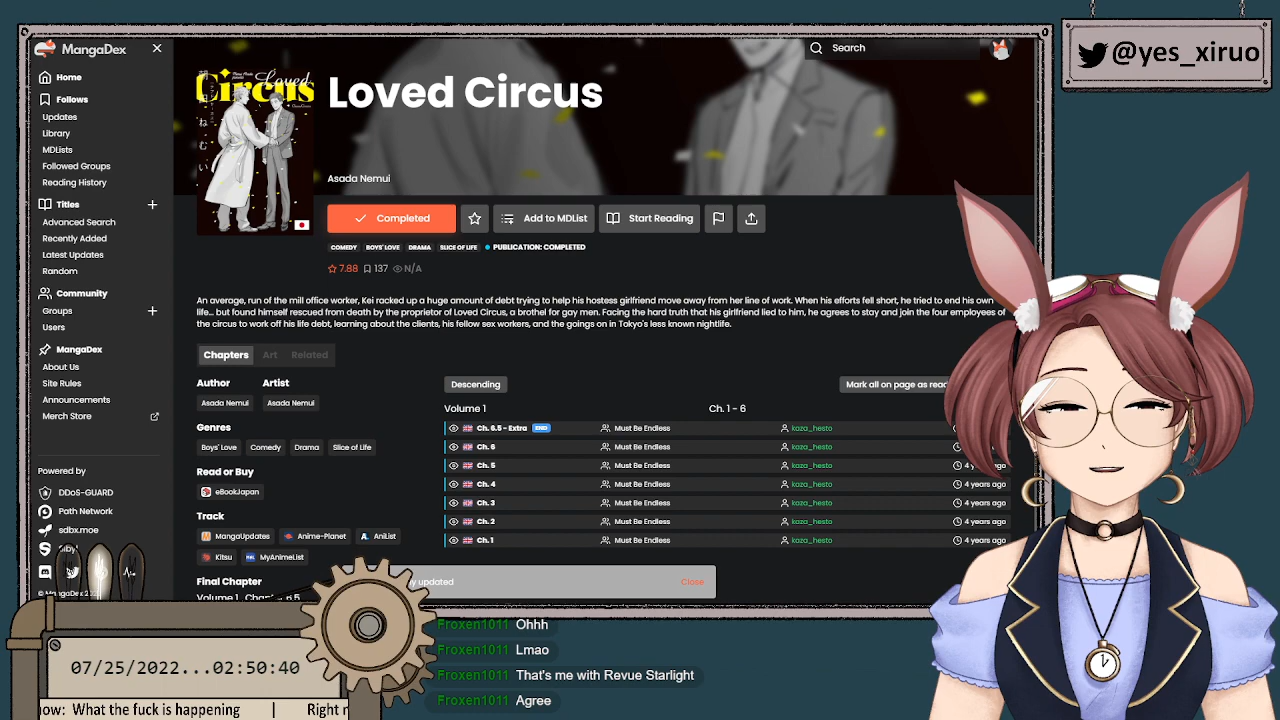 MangaDex
Search
@yes_xiruo
Home
Follows
Updates
Library
MDLists
Followed Groups
Reading History
Titles
Advanced Search
Recently Added
Latest Updates
Random
Community
Groups
Users
MangaDex
About Us
Site Rules
Announcements
Merch Store
Powered by
DDoS-GUARD
Path Network
sdbx.moe
© MangaDex
Loved
Circus
Loved Circus
Asada Nemui
Completed
Add to MDList
Start Reading
COMEDY BOYS' LOVE DRAMA SLICE OF LIFE PUBLICATION: COMPLETED
7.88 137 N/A
An average, run of the mill office worker, Kei racked up a huge amount of debt trying to help his hostess girlfriend move away from her line of work. When his efforts fell short, he tried to end his own
life... but found himself rescued from death by the proprietor of Loved Circus, a brothel for gay men. Facing the hard truth that his girlfriend lied to him, he agrees to stay and join the four employees of
the circus to work off his life debt, learning about the clients, his fellow sex workers, and the goings on in Tokyo's less known nightlife.
Chapters Art Related
Author Artist
Asada Nemui Asada Nemui
Genres
Boys' Love Comedy Drama Slice of Life
Read or Buy
eBookJapan
Track
MangaUpdates Anime-Planet AniList
Kitsu MyAnimeList
Final Chapter
Volume 1
Descending
Mark all on page as read
Volume 1 Ch. 1 - 6
Ch. 6.5 - Extra END Must Be Endless kaza_hesto
Ch. 6 Must Be Endless kaza_hesto
Ch. 5 Must Be Endless kaza_hesto 4 years ago
Ch. 4 Must Be Endless kaza_hesto 4 years ago
Ch. 3 Must Be Endless kaza_hesto 4 years ago
Ch. 2 Must Be Endless kaza_hesto 4 years ago
Ch. 1 Must Be Endless kaza_hesto 4 years ago
updated Close
07/25/2022...02:50:40
ow: What the fuck is happening | Right
Froxen1011 Ohhh
Froxen1011 Lmao
Froxen1011 That's me with Revue Starlight
Froxen1011 Agree